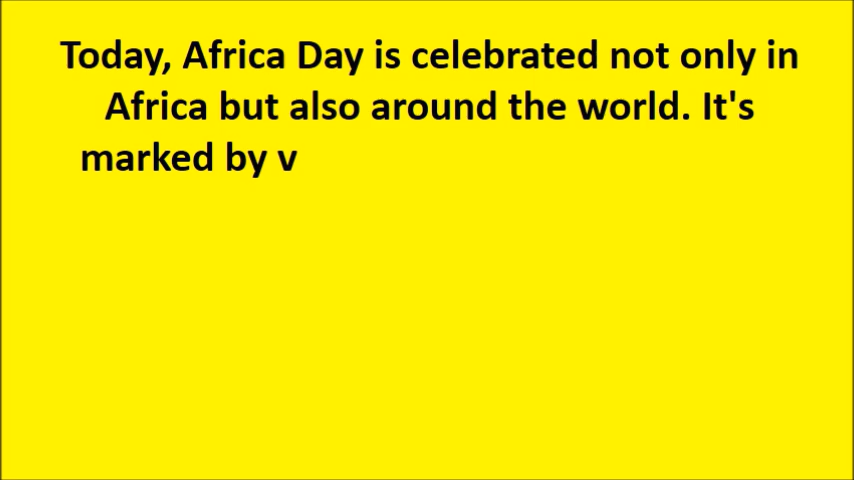 Today, Africa Day is celebrated not only in
Africa but also around the world. It's
marked by v